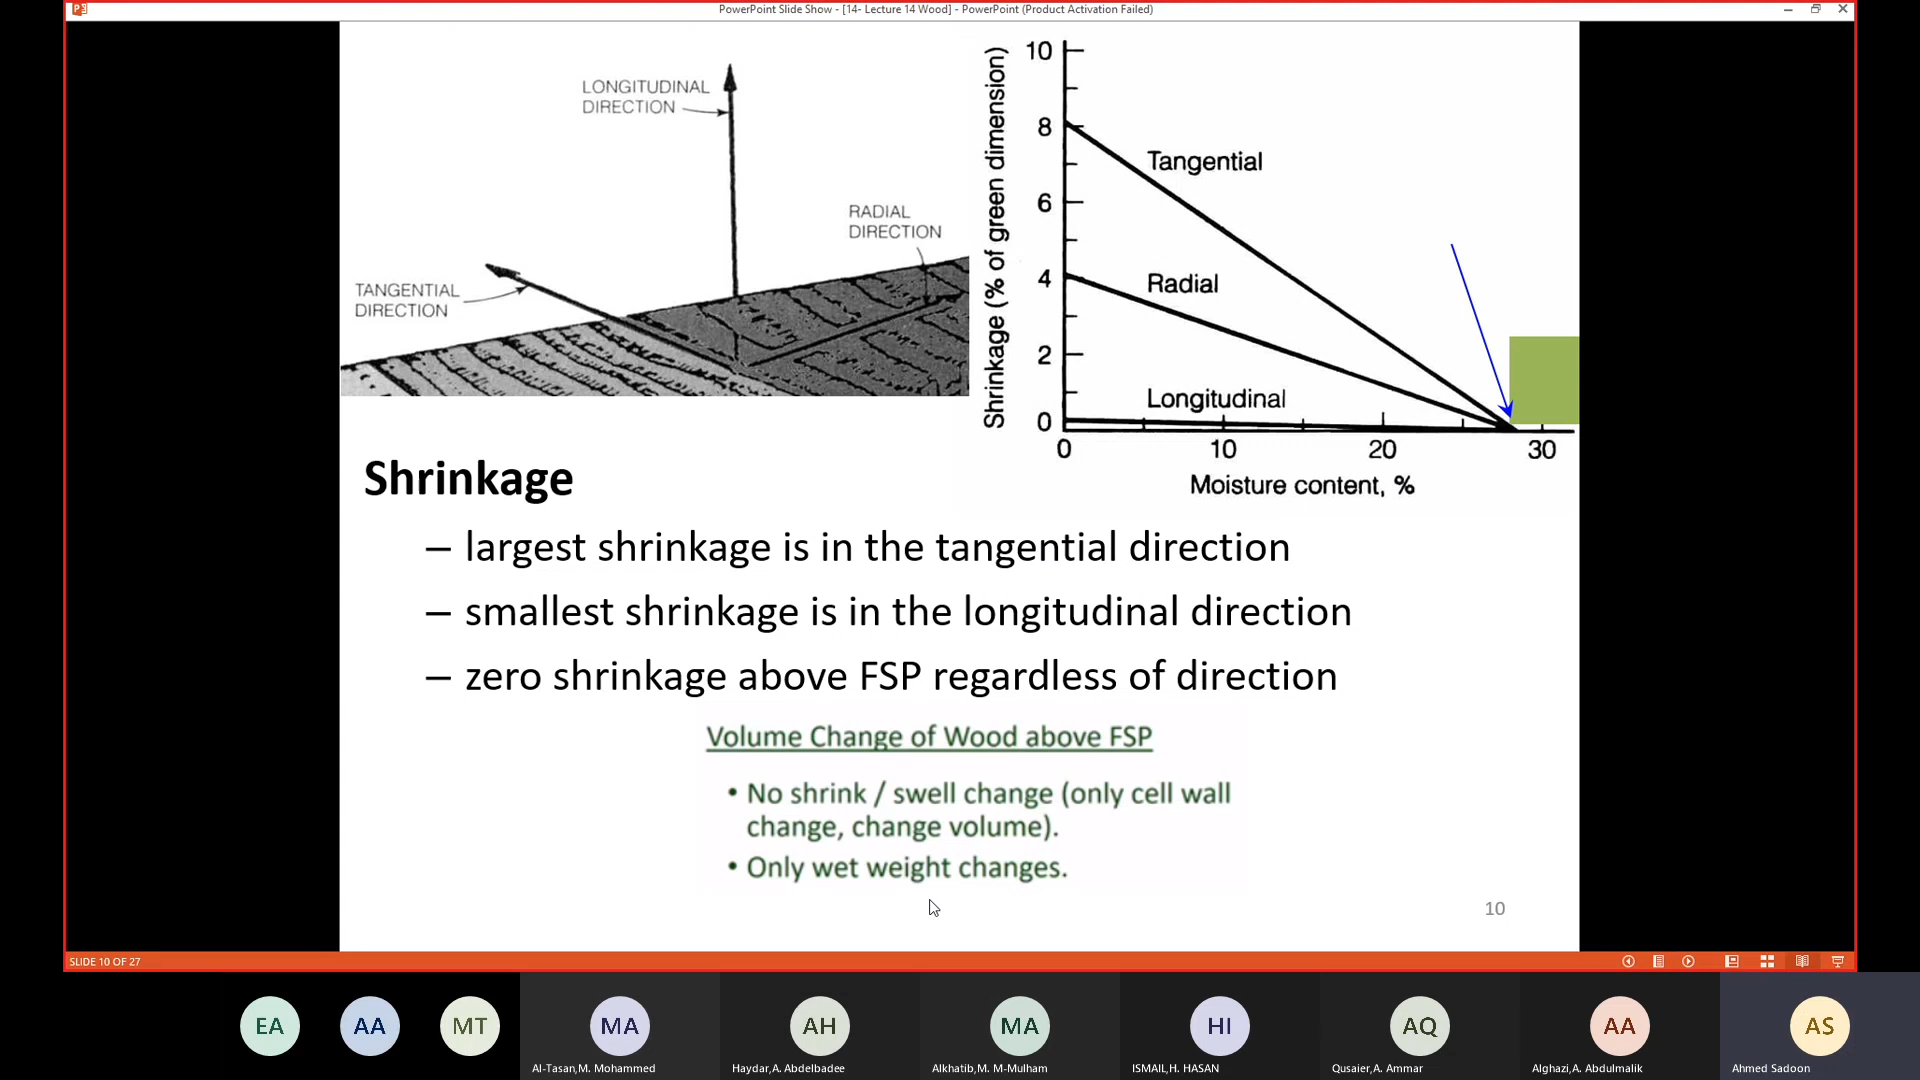 PowerPoint Slide Show - [14- Lecture 14 Wood] - PowerPoint (Product Activation Failed)
LONGITUDINAL
DIRECTION
RADIAL
DIRECTION
TANGENTIAL
DIRECTION
Shrinkage (% of green dimension)
10
8
6
4
2
0
Tangential
Radial
Longitudinal
0 10 20 30
Moisture content, %
Shrinkage
– largest shrinkage is in the tangential direction
– smallest shrinkage is in the longitudinal direction
– zero shrinkage above FSP regardless of direction
Volume Change of Wood above FSP
• No shrink / swell change (only cell wall
change, change volume).
• Only wet weight changes.
10
SLIDE 10 OF 27
EA AA MT MA AH MA HI AQ AA AS
Al-Tasan,M. Mohammed Haydar,A. Abdelbadee Alkhatib,M. M-Mulham ISMAIL,H. HASAN Qusaier,A. Ammar Alghazi,A. Abdulmalik Ahmed Sadoon